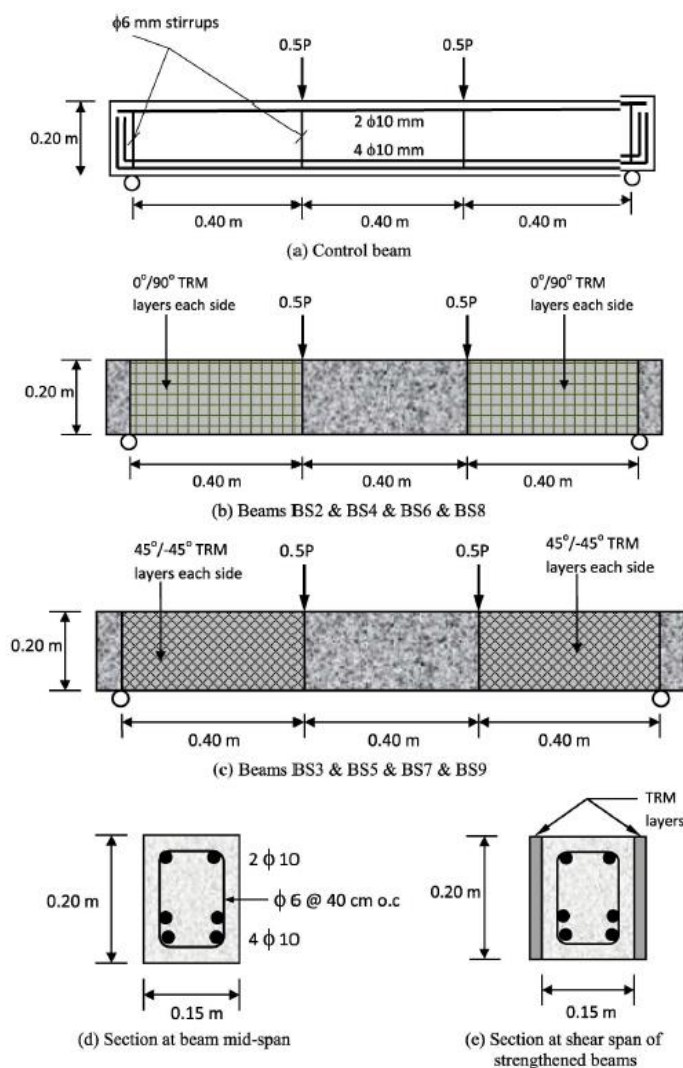 ϕ6 mm stirrups
0.5P
0.5P
0.20 m
2 ϕ10 mm
4 ϕ10 mm
0.40 m
0.40 m
0.40 m
(a) Control beam
0°/90° TRM
layers each side
0.5P
0.5P
0°/90° TRM
layers each side
0.20 m
0.40 m
0.40 m
0.40 m
(b) Beams BS2 & BS4 & BS6 & BS8
45°/-45° TRM
layers each side
0.5P
0.5P
45°/-45° TRM
layers each side
0.20 m
0.40 m
0.40 m
0.40 m
(c) Beams BS3 & BS5 & BS7 & BS9
0.20 m
2 ϕ10
ϕ 6 @ 40 cm o.c
4 ϕ10
0.15 m
(d) Section at beam mid-span
TRM
layers
0.20 m
0.15 m
(e) Section at shear span of
strengthened beams